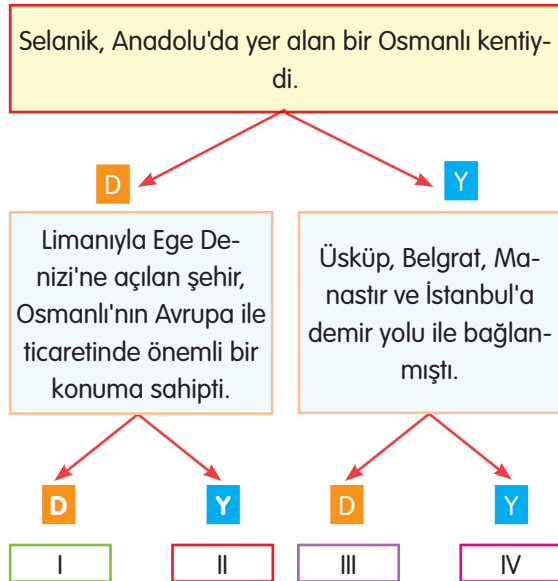 Selanik, Anadolu'da yer alan bir Osmanlı kentiy-
di.
D
Y
Limanıyla Ege De-
nizi'ne açılan şehir,
Osmanlı'nın Avrupa ile
ticaretinde önemli bir
konuma sahipti.
Üsküp, Belgrat, Ma-
nastır ve İstanbul'a
demir yolu ile bağlan-
mıştı.
D
Y
D
Y
I
II
III
IV